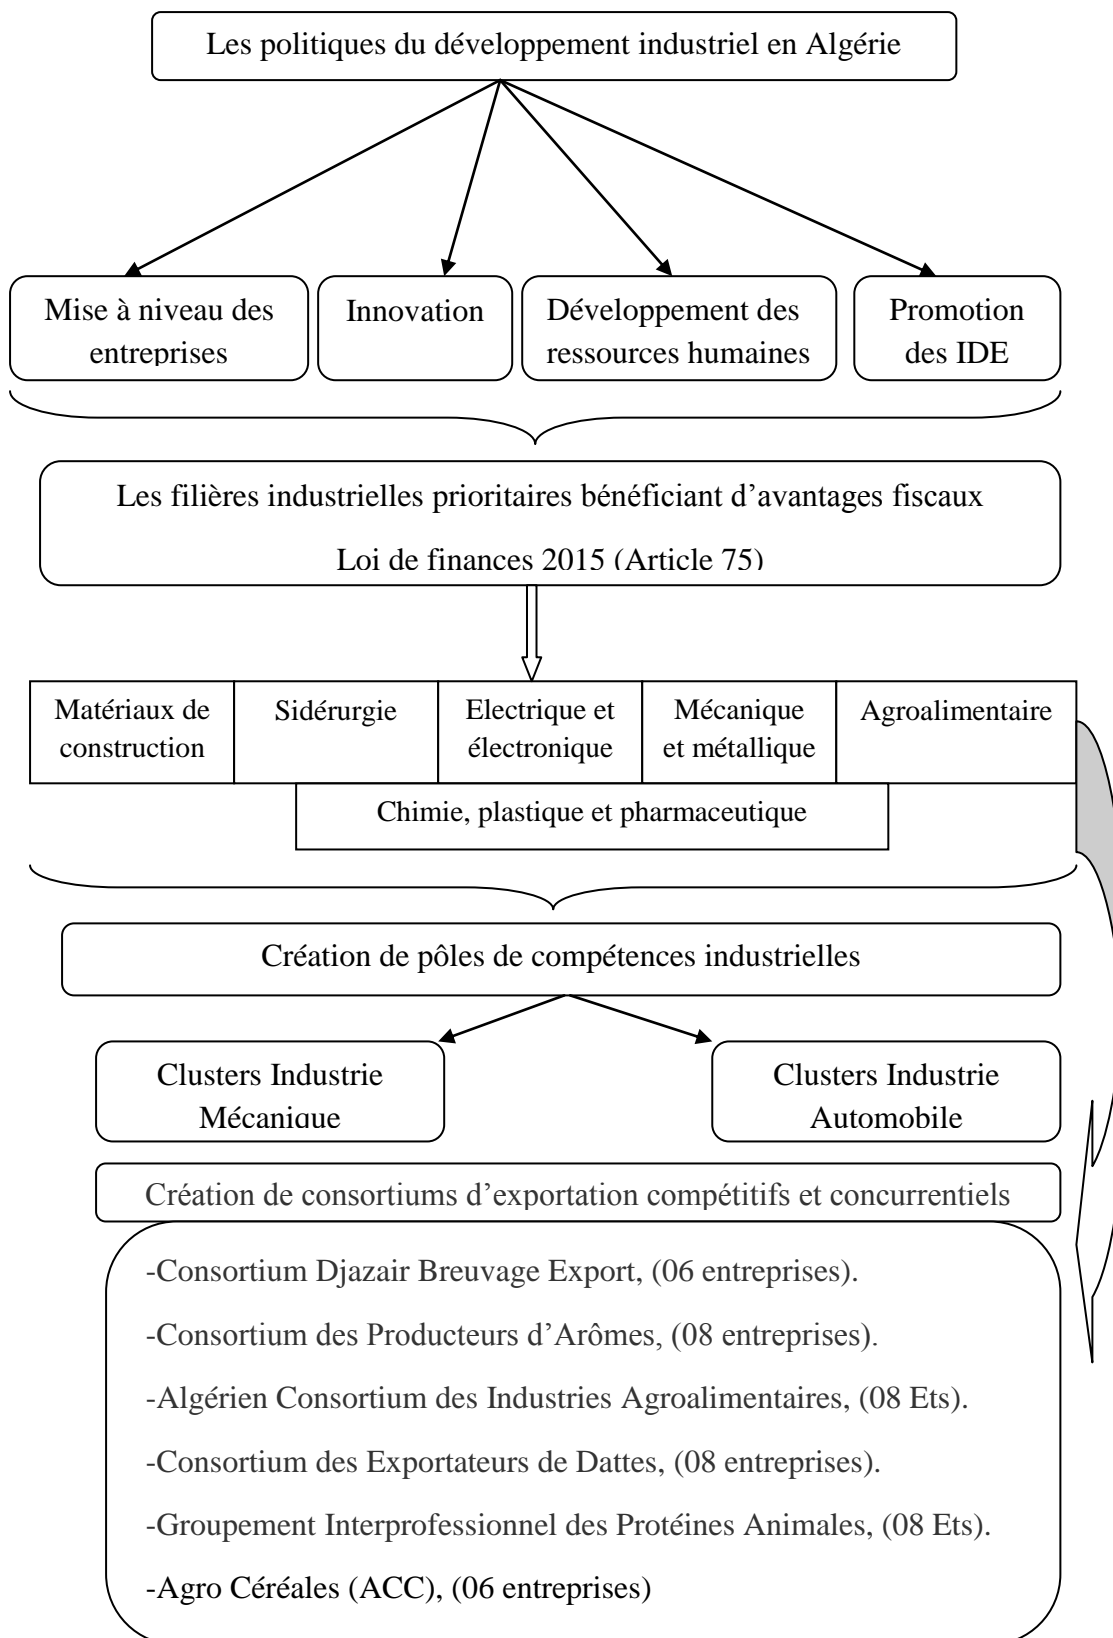 Les politiques du développement industriel en Algérie
Mise à niveau des
entreprises
Innovation
Développement des
ressources humaines
Promotion
des IDE
Les filières industrielles prioritaires bénéficiant d’avantages fiscaux
Loi de finances 2015 (Article 75)
Matériaux de
construction
Sidérurgie
Electrique et
électronique
Mécanique
et métallique
Agroalimentaire
Chimie, plastique et pharmaceutique
Création de pôles de compétences industrielles
Clusters Industrie
Mécanique
Clusters Industrie
Automobile
Création de consortiums d’exportation compétitifs et concurrentiels
-Consortium Djazair Breuvage Export, (06 entreprises).
-Consortium des Producteurs d’Arômes, (08 entreprises).
-Algérien Consortium des Industries Agroalimentaires, (08 Ets).
-Consortium des Exportateurs de Dattes, (08 entreprises).
-Groupement Interprofessionnel des Protéines Animales, (08 Ets).
-Agro Céréales (ACC), (06 entreprises)